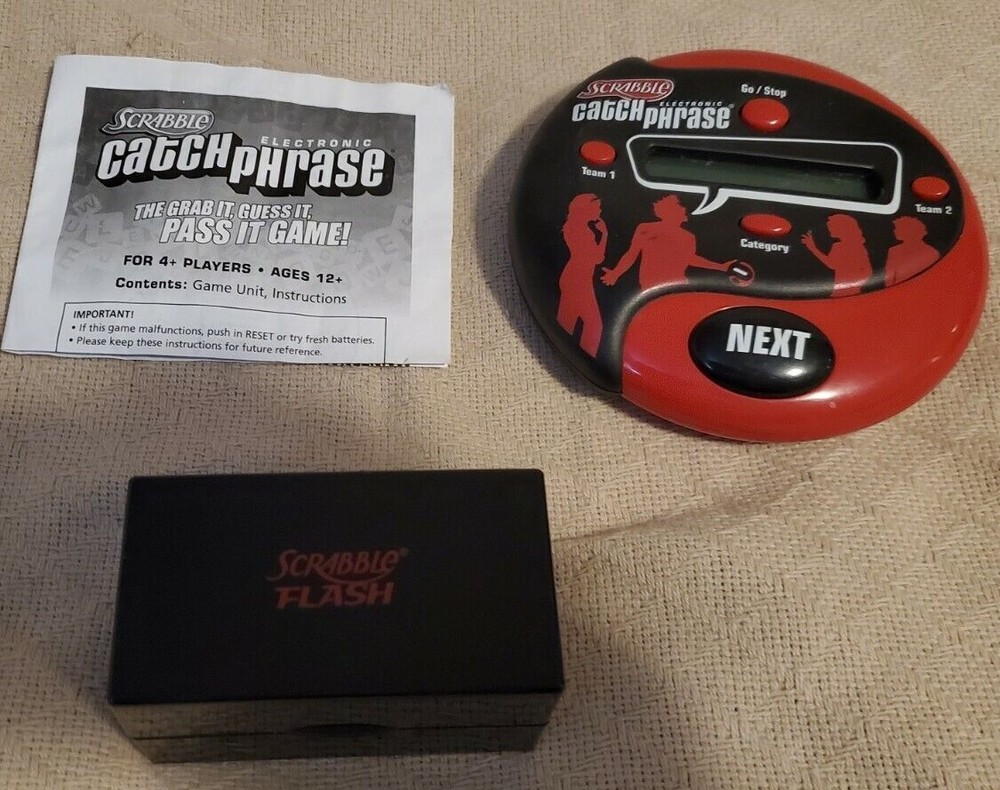 SCRABBLE
ELECTRONIC
catCH pHrase®
THE GRAB IT, GUESS IT,
PASS IT GAME!
FOR 4+ PLAYERS • AGES 12+
Contents: Game Unit, Instructions
IMPORTANT!
• If this game malfunctions, push in RESET or try fresh batteries.
• Please keep these instructions for future reference.
SCRABBLE
ELECTRONIC
catCH pHrase®
Go / Stop
Team 1
Team 2
Category
NEXT
SCRABBLE®
FLASH